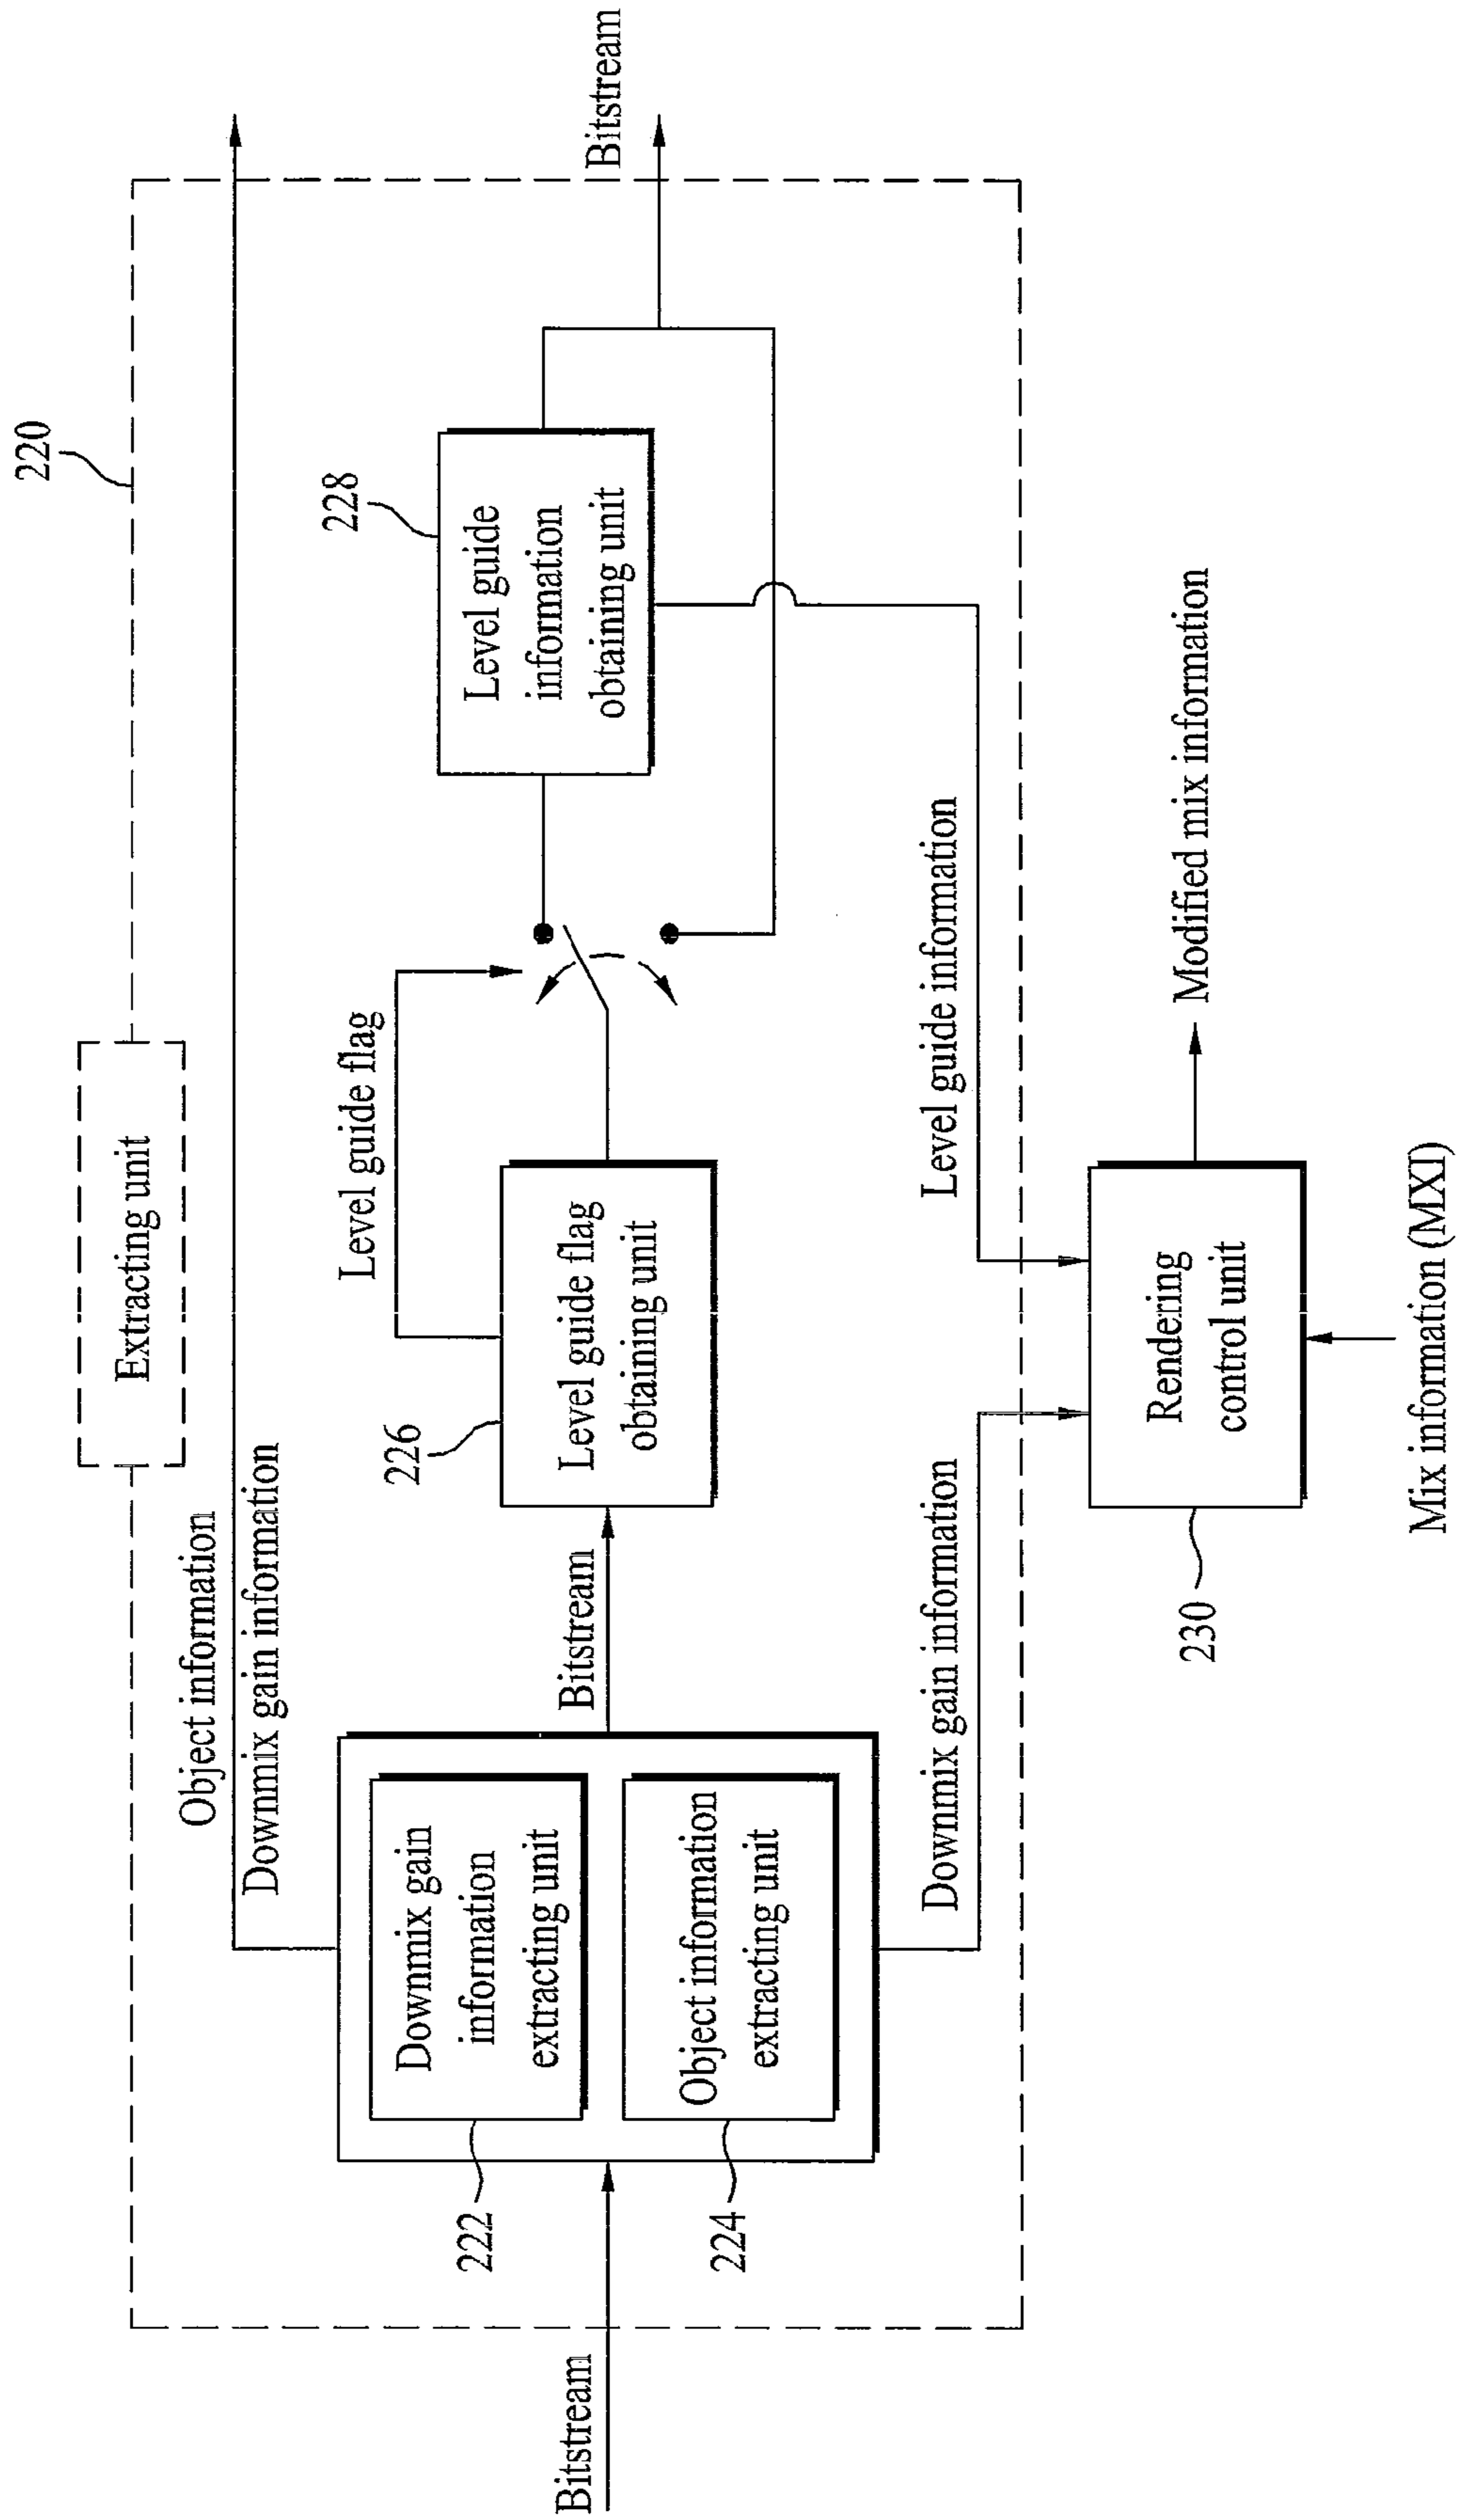 Extracting unit
220
Object information
Downmix gain information
Bitstream
222
Downmix gain
information
extracting unit
224
Object information
extracting unit
Bitstream
226
Level guide flag
obtaining unit
Level guide flag
228
Level guide
information
obtaining unit
Bitstream
Downmix gain information
Level guide information
230
Rendering
control unit
Modified mix information
Mix information (MXI)